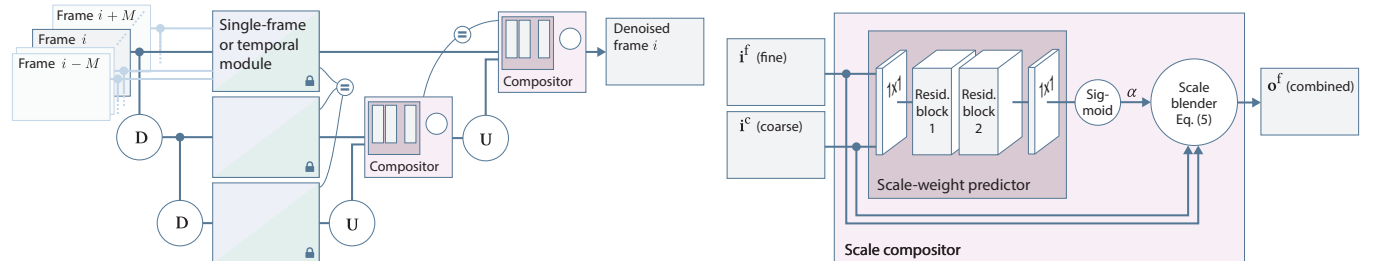 Frame i + M
Frame i
Frame i − M
Single-frame
or temporal
module
=
=
D
D
U
U
Compositor
Compositor
Denoised
frame i
i^f (fine)
i^c (coarse)
1x1
Resid.
block
1
Resid.
block
2
1x1
Scale-weight predictor
Sig-
moid
α
Scale
blender
Eq. (5)
o^f (combined)
Scale compositor